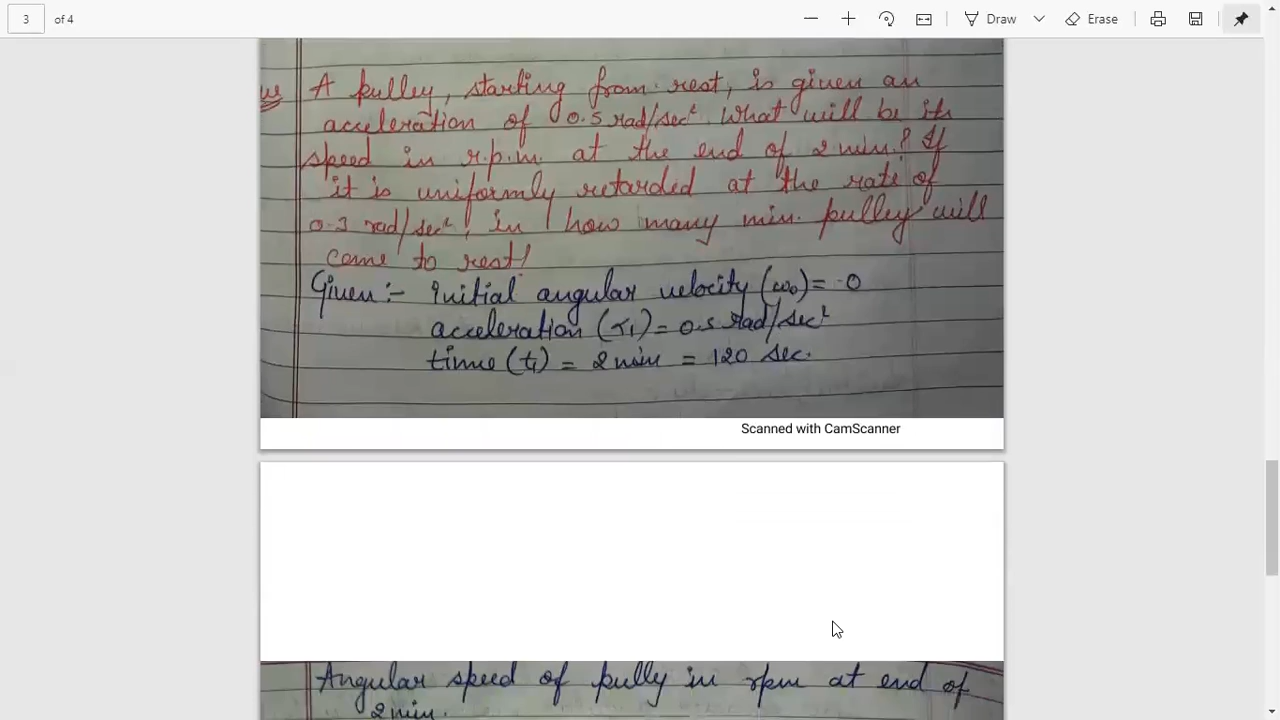 3 of 4 Draw Erase
Q: A pulley, starting from rest, is given an
acceleration of 0.5 rad/sec². What will be its
speed in r.p.m. at the end of 2 min.? If
it is uniformly retarded at the rate of
0.3 rad/sec², in how many min. pulley will
come to rest?
Given :- Initial angular velocity (ω₀) = 0
acceleration (α₁) = 0.5 rad/sec²
time (t₁) = 2 min = 120 sec.
Scanned with CamScanner
Angular speed of pully in rpm at end of
2 min.